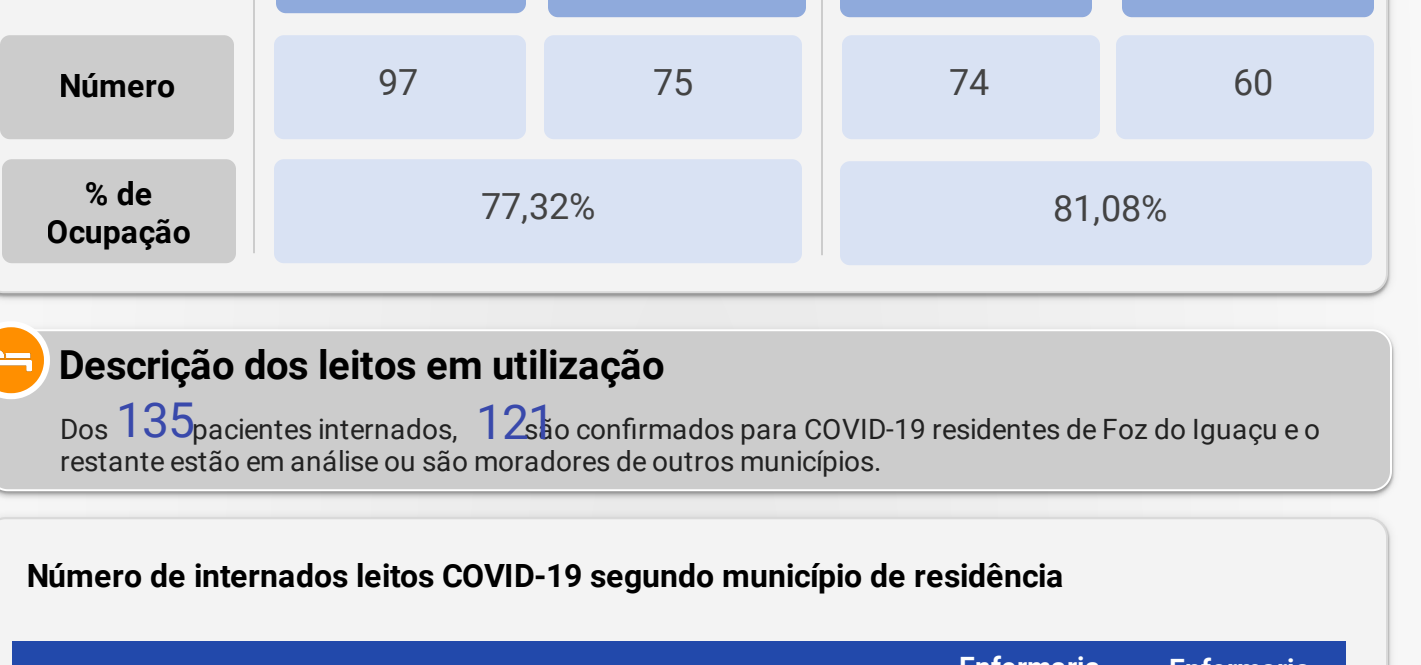 Número 97 75 74 60
% de
Ocupação 77,32% 81,08%
Descrição dos leitos em utilização
Dos 135 pacientes internados, 121 são confirmados para COVID-19 residentes de Foz do Iguaçu e o
restante estão em análise ou são moradores de outros municípios.
Número de internados leitos COVID-19 segundo município de residência
Enfermaria Enfermaria